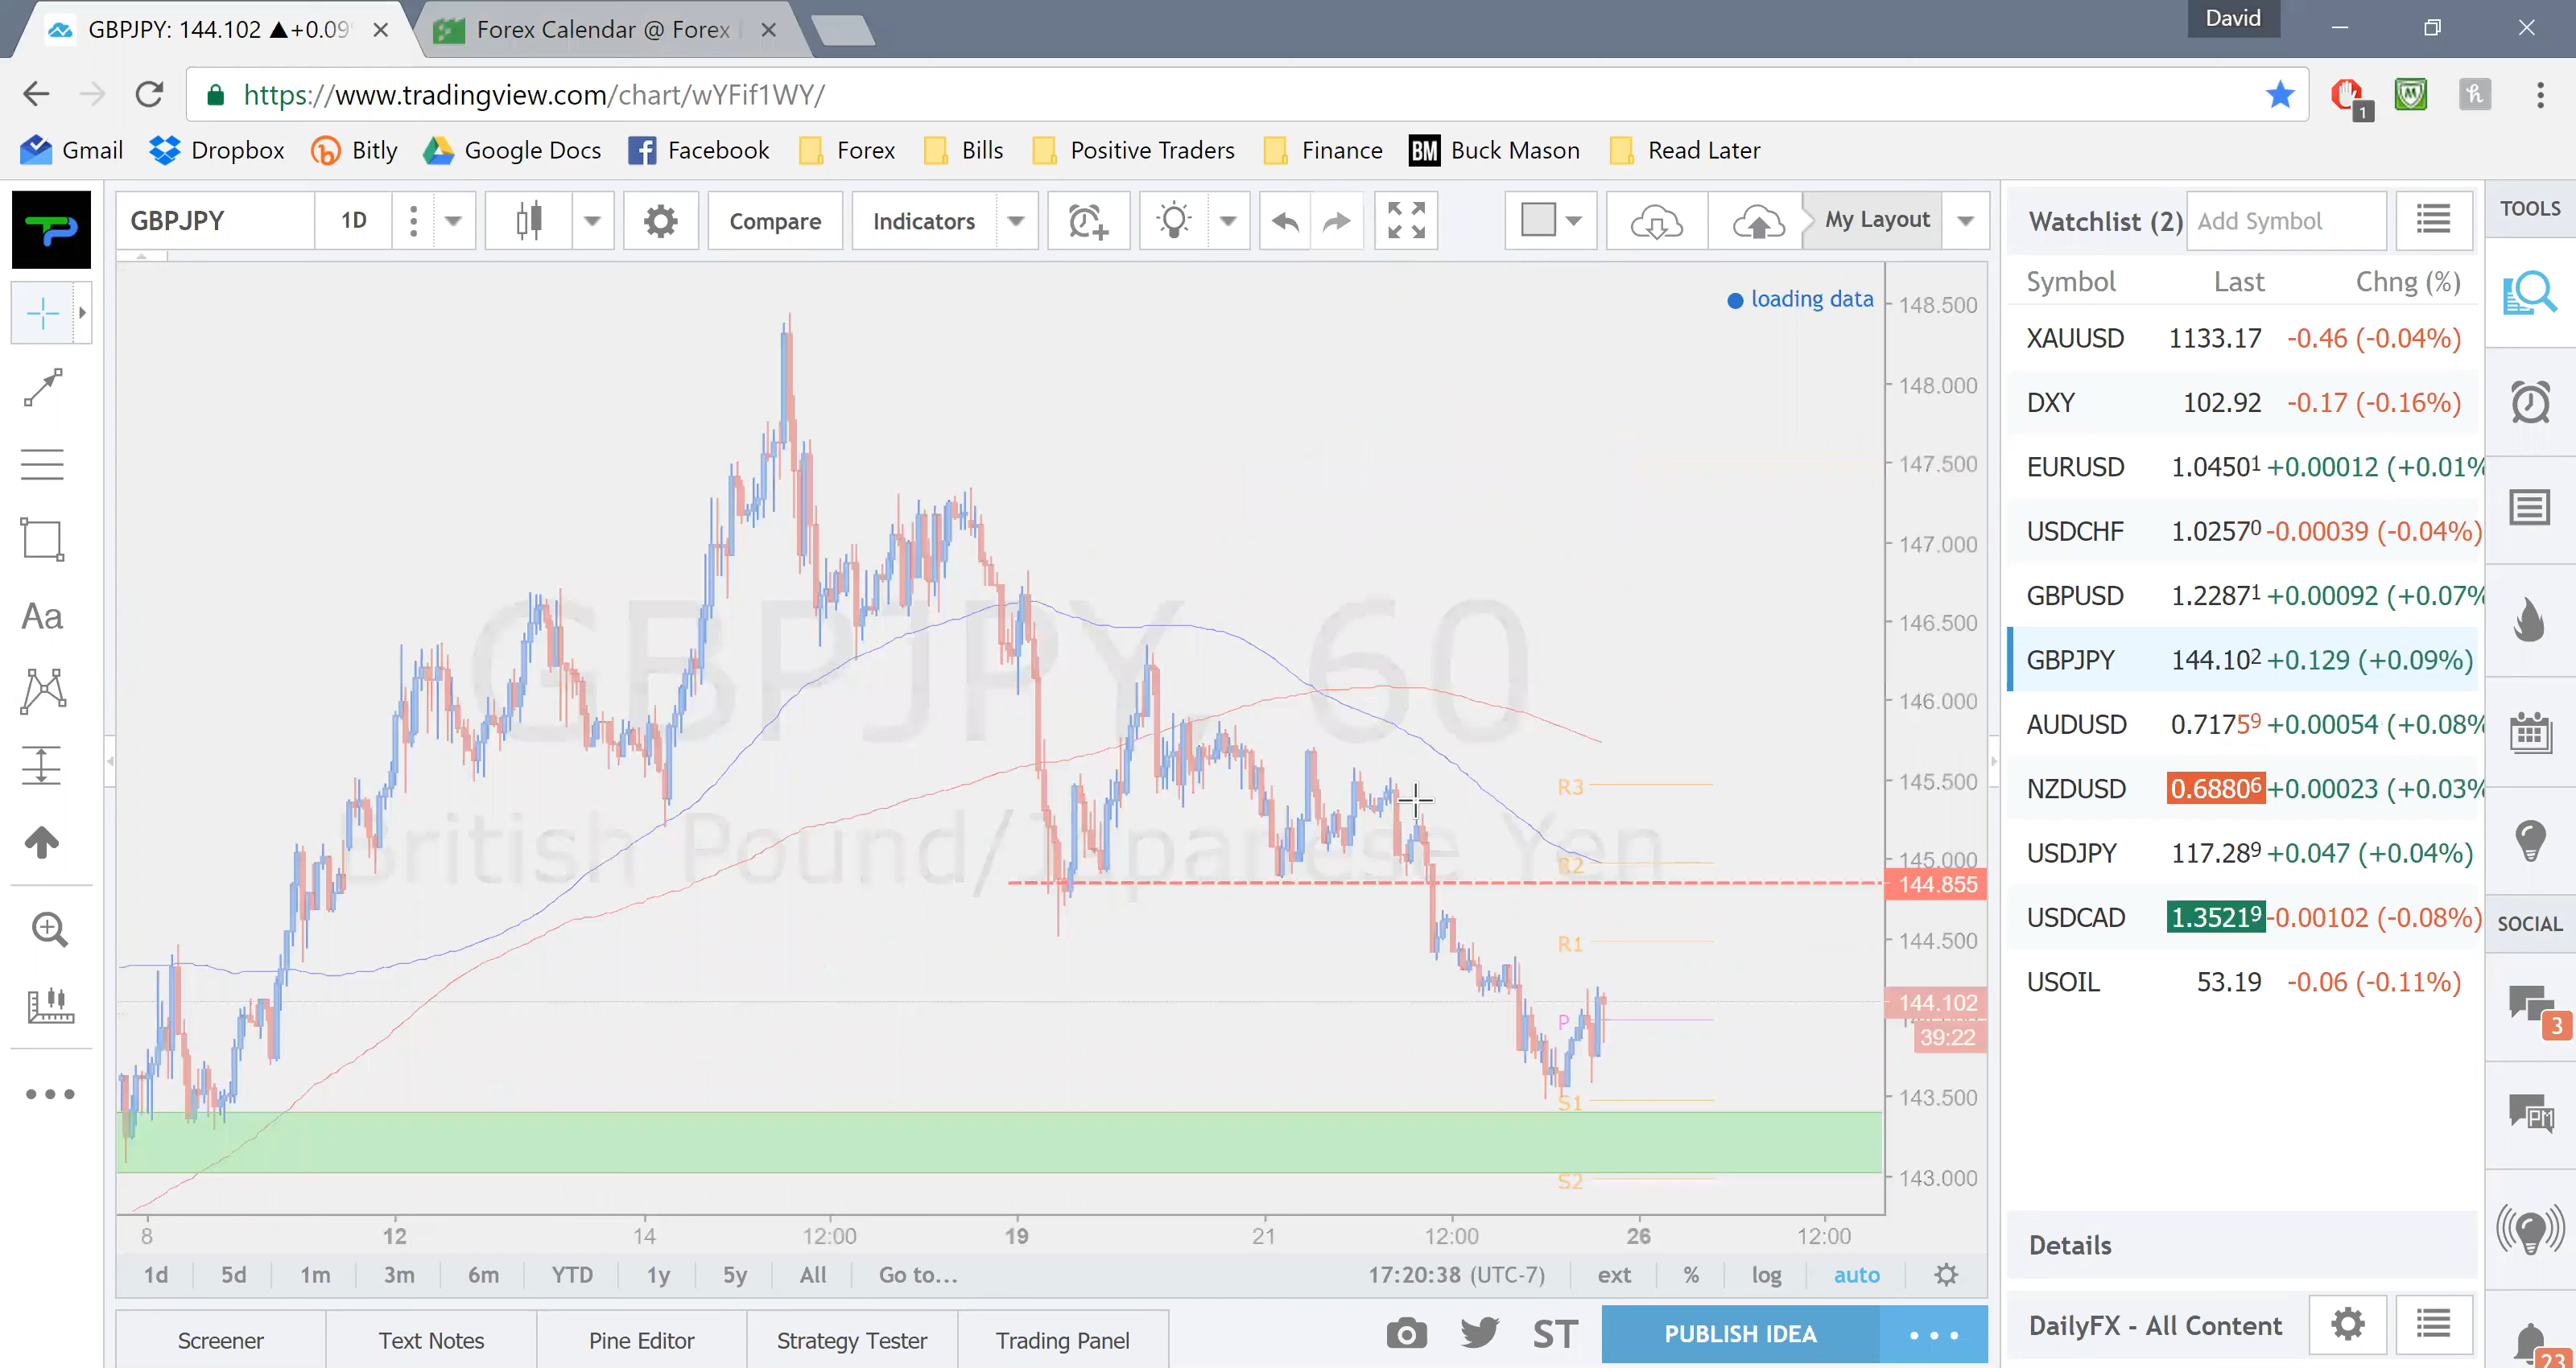 GBPJPY: 144.102 ▲+0.09
Forex Calendar @ Forex
David
https://www.tradingview.com/chart/wYFif1WY/
1
Gmail Dropbox Bitly Google Docs Facebook Forex Bills Positive Traders Finance BM Buck Mason Read Later
GBPJPY 1D Compare Indicators My Layout
Watchlist (2) Add Symbol
TOOLS
Symbol Last Chng (%)
XAUUSD 1133.17 -0.46 (-0.04%)
DXY 102.92 -0.17 (-0.16%)
EURUSD 1.04501 +0.00012 (+0.01%
USDCHF 1.02570 -0.00039 (-0.04%)
GBPUSD 1.22871 +0.00092 (+0.07%
GBPJPY 144.102 +0.129 (+0.09%)
AUDUSD 0.71759 +0.00054 (+0.08%
NZDUSD 0.68806 +0.00023 (+0.03%
USDJPY 117.289 +0.047 (+0.04%)
USDCAD 1.35219 -0.00102 (-0.08%)
USOIL 53.19 -0.06 (-0.11%)
SOCIAL
3
PM
Details
DailyFX - All Content
23
Aa
loading data
GBPJPY, 60
British Pound/Japanese Yen
148.500
148.000
147.500
147.000
146.500
146.000
145.500
145.000
144.855
144.500
144.102
39:22
143.500
143.000
R3
R2
R1
P
S1
S2
8 12 14 12:00 19 21 12:00 26 12:00
1d 5d 1m 3m 6m YTD 1y 5y All Go to... 17:20:38 (UTC-7) ext % log auto
Screener Text Notes Pine Editor Strategy Tester Trading Panel ST PUBLISH IDEA